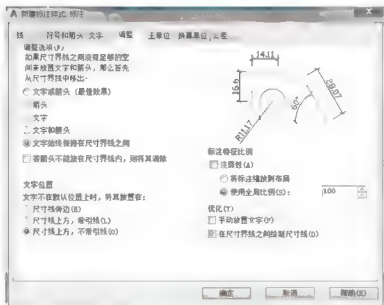 新建标注样式: 标注
线 符号和箭头 文字 调整 主单位 换算单位 公差
调整选项(F)
如果尺寸界线之间没有足够的空
间来放置文字和箭头，那么首先
从尺寸界线中移出:
文字或箭头 (最佳效果)
箭头
文字
文字和箭头
文字始终保持在尺寸界线之间
若箭头不能放在尺寸界线内，则将其消除
文字位置
文字不在默认位置上时，将其放置在:
尺寸线旁边(B)
尺寸线上方，带引线(L)
尺寸线上方，不带引线(O)
14.11
16.6
28.07
60°
R11.17
标注特征比例
注释性(A)
将标注缩放到布局
使用全局比例(S): 100
优化(T)
手动放置文字(P)
在尺寸界线之间绘制尺寸线(D)
确定 取消 帮助(H)